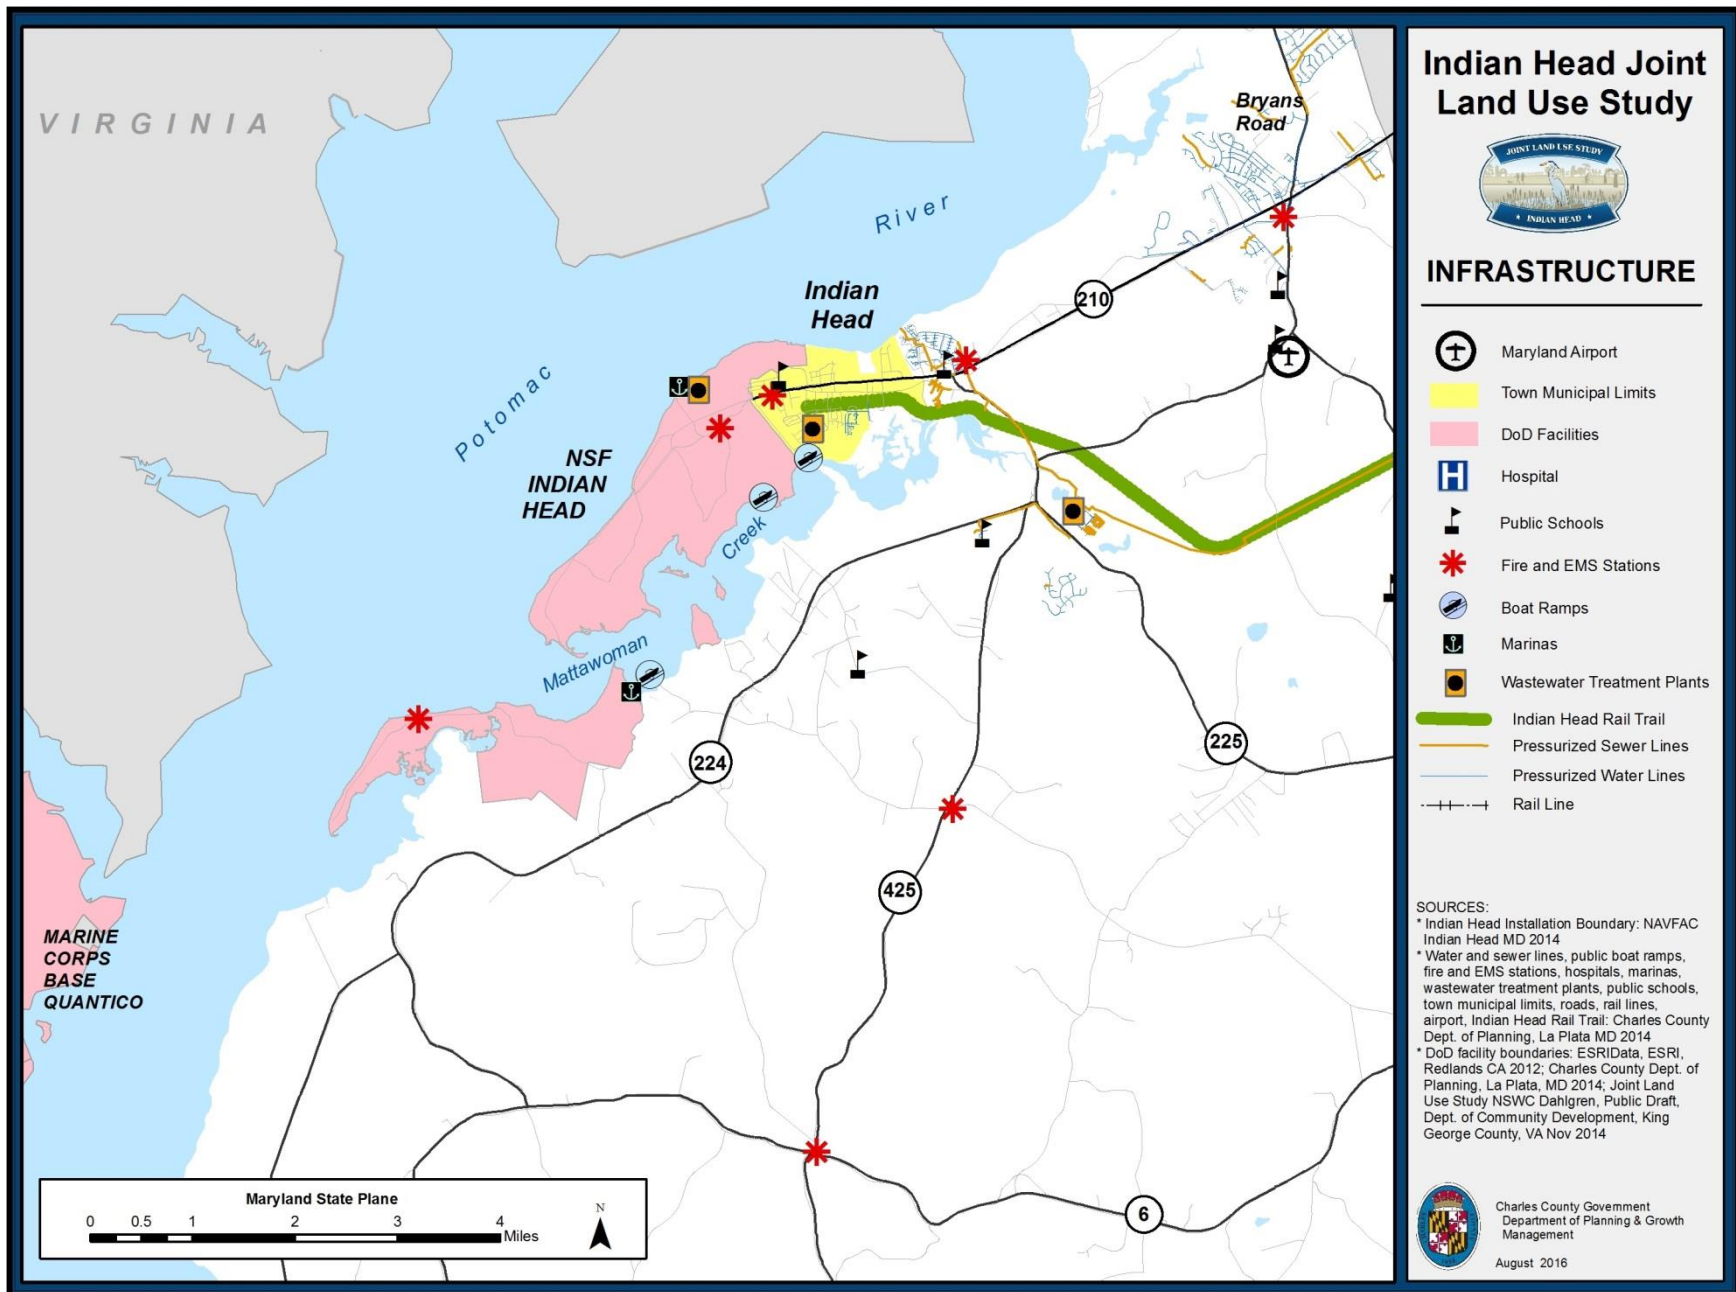 VIRGINIA
Bryans
Road
River
210
Indian
Head
Potomac
NSF
INDIAN
HEAD
Creek
Mattawoman
224
225
425
MARINE
CORPS
BASE
QUANTICO
6
Maryland State Plane
0 0.5 1 2 3 4
Miles
N
Indian Head Joint
Land Use Study
JOINT LAND USE STUDY
INDIAN HEAD
INFRASTRUCTURE
Maryland Airport
Town Municipal Limits
DoD Facilities
H Hospital
Public Schools
Fire and EMS Stations
Boat Ramps
Marinas
Wastewater Treatment Plants
Indian Head Rail Trail
Pressurized Sewer Lines
Pressurized Water Lines
Rail Line
SOURCES:
* Indian Head Installation Boundary: NAVFAC
Indian Head MD 2014
* Water and sewer lines, public boat ramps,
fire and EMS stations, hospitals, marinas,
wastewater treatment plants, public schools,
town municipal limits, roads, rail lines,
airport, Indian Head Rail Trail: Charles County
Dept. of Planning, La Plata MD 2014
* DoD facility boundaries: ESRIData, ESRI,
Redlands CA 2012; Charles County Dept. of
Planning, La Plata, MD 2014; Joint Land
Use Study NSWC Dahlgren, Public Draft,
Dept. of Community Development, King
George County, VA Nov 2014
Charles County Government
Department of Planning & Growth
Management
August 2016